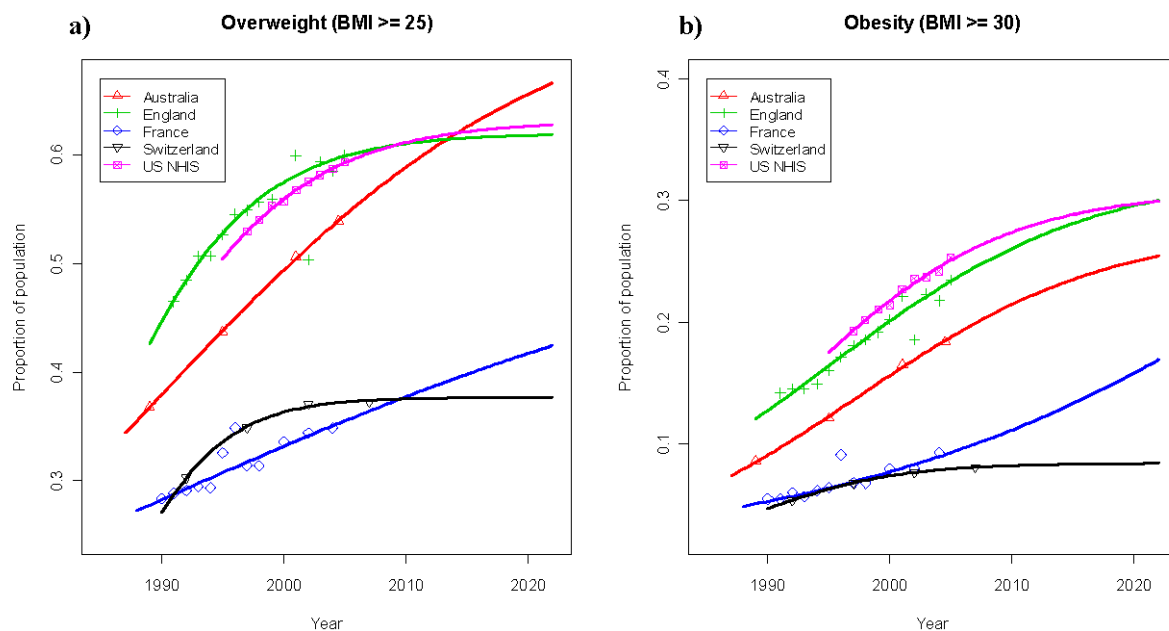 a) Overweight (BMI >= 25)
Australia
England
France
Switzerland
US NHIS
Proportion of population
0.6
0.5
0.4
0.3
1990 2000 2010 2020
Year
b) Obesity (BMI >= 30)
Australia
England
France
Switzerland
US NHIS
Proportion of population
0.4
0.3
0.2
0.1
1990 2000 2010 2020
Year